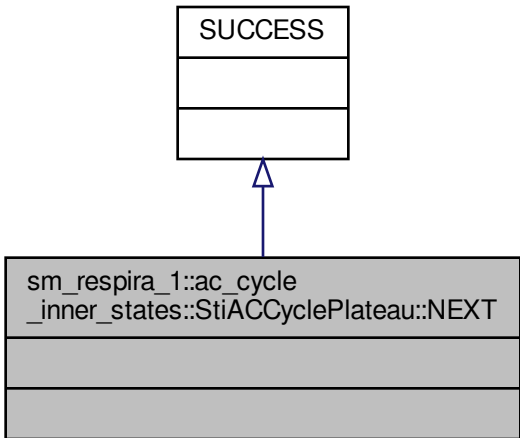 SUCCESS
sm_respira_1::ac_cycle
_inner_states::StiACCyclePlateau::NEXT